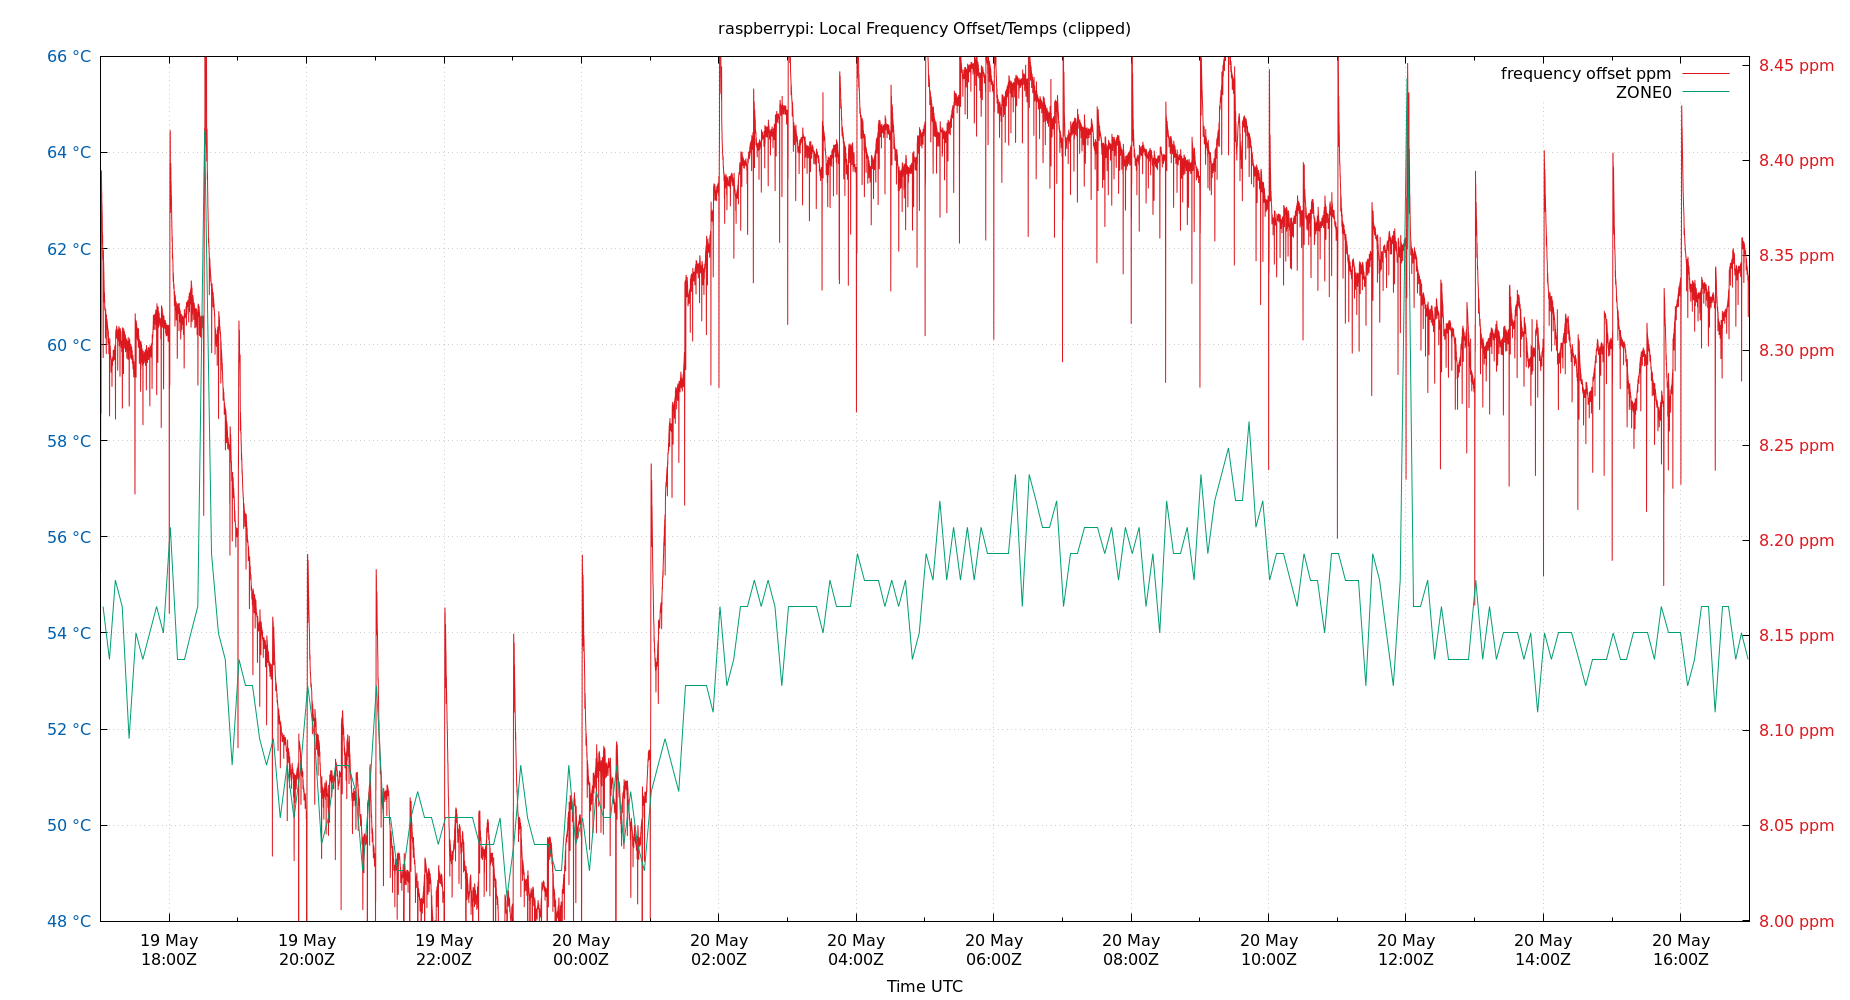 raspberrypi: Local Frequency Offset/Temps (clipped)
66 °C
64 °C
62 °C
60 °C
58 °C
56 °C
54 °C
52 °C
50 °C
48 °C
frequency offset ppm
ZONE0
8.45 ppm
8.40 ppm
8.35 ppm
8.30 ppm
8.25 ppm
8.20 ppm
8.15 ppm
8.10 ppm
8.05 ppm
8.00 ppm
19 May 19 May 19 May 20 May 20 May 20 May 20 May 20 May 20 May 20 May 20 May 20 May
18:00Z 20:00Z 22:00Z 00:00Z 02:00Z 04:00Z 06:00Z 08:00Z 10:00Z 12:00Z 14:00Z 16:00Z
Time UTC